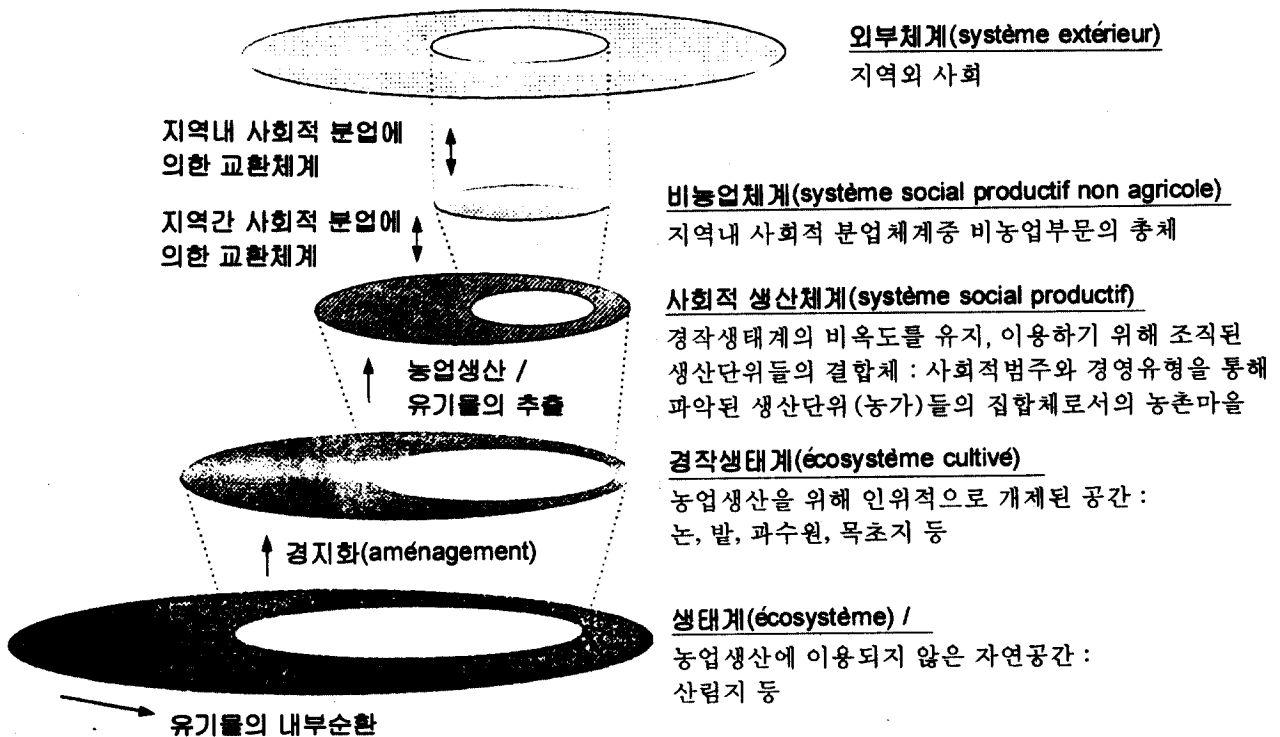 외부체계(système extérieur)
지역외 사회
지역내 사회적 분업에
의한 교환체계
비농업체계(système social productif non agricole)
지역내 사회적 분업체계중 비농업부문의 총체
지역간 사회적 분업에
의한 교환체계
사회적 생산체계(système social productif)
경작생태계의 비옥도를 유지, 이용하기 위해 조직된
생산단위들의 결합체 : 사회적범주와 경영유형을 통해
파악된 생산단위(농가)들의 집합체로서의 농촌마을
농업생산 /
유기물의 추출
경작생태계(écosystème cultivé)
농업생산을 위해 인위적으로 개제된 공간 :
논, 밭, 과수원, 목초지 등
경지화(aménagement)
생태계(écosystème) /
농업생산에 이용되지 않은 자연공간 :
산림지 등
유기물의 내부순환